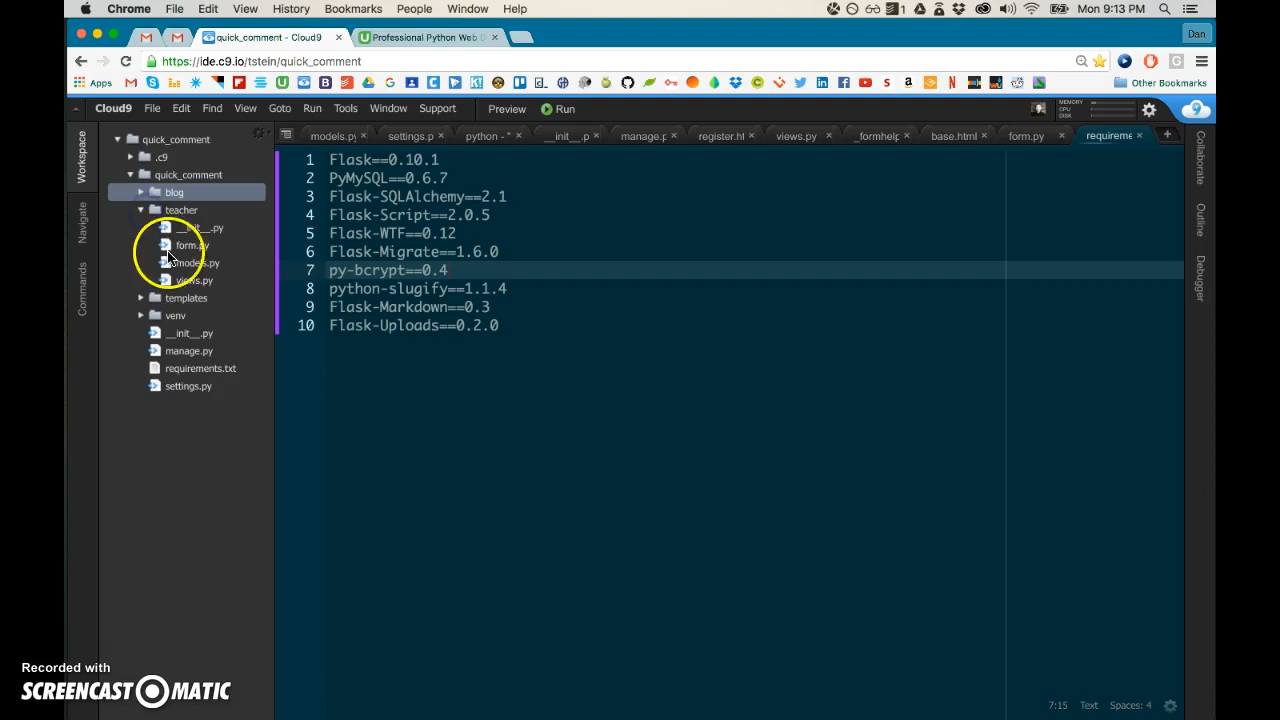 Chrome File Edit View History Bookmarks People Window Help 1 4 Mon 9:13 PM
quick_comment - Cloud9 × Professional Python Web D × Dan
https://ide.c9.io/tstein/quick_comment
Apps Other Bookmarks
Cloud9 File Edit Find View Goto Run Tools Window Support Preview Run MEMORY CPU DISK
models.py × settings.p × python - " × __init__.p × manage.p × register.ht × views.py × _formhelp × base.html × form.py × requireme × +
Workspace
Navigate
Commands
quick_comment
.c9
quick_comment
blog
teacher
__init__.py
form.py
models.py
views.py
templates
venv
__init__.py
manage.py
requirements.txt
settings.py
1 Flask==0.10.1
2 PyMySQL==0.6.7
3 Flask-SQLAlchemy==2.1
4 Flask-Script==2.0.5
5 Flask-WTF==0.12
6 Flask-Migrate==1.6.0
7 py-bcrypt==0.4
8 python-slugify==1.1.4
9 Flask-Markdown==0.3
10 Flask-Uploads==0.2.0
Collaborate
Outline
Debugger
7:15 Text Spaces: 4
Recorded with
SCREENCAST MATIC